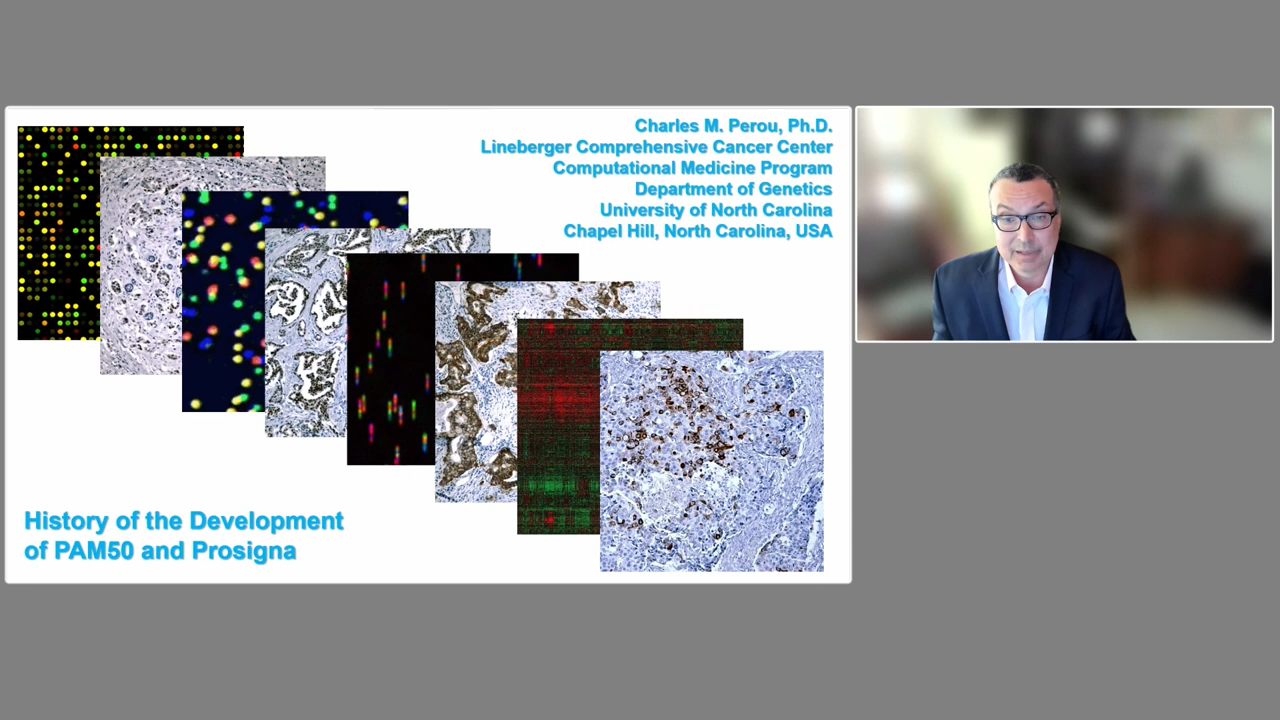 Charles M. Perou, Ph.D.
Lineberger Comprehensive Cancer Center
Computational Medicine Program
Department of Genetics
University of North Carolina
Chapel Hill, North Carolina, USA
History of the Development
of PAM50 and Prosigna